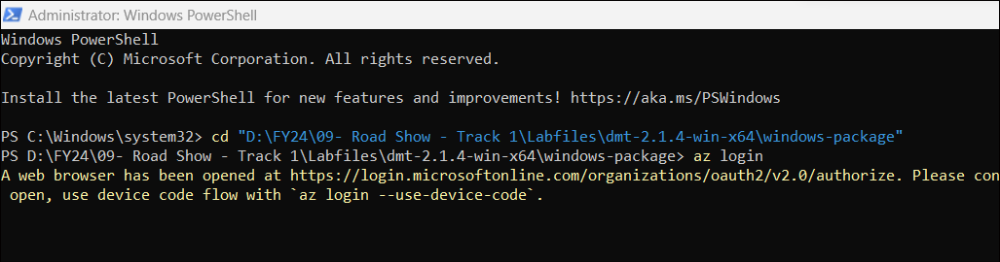 Administrator: Windows PowerShell
Windows PowerShell
Copyright (C) Microsoft Corporation. All rights reserved.
Install the latest PowerShell for new features and improvements! https://aka.ms/PSWindows
PS C:\Windows\system32> cd "D:\FY24\09- Road Show - Track 1\Labfiles\dmt-2.1.4-win-x64\windows-package"
PS D:\FY24\09- Road Show - Track 1\Labfiles\dmt-2.1.4-win-x64\windows-package> az login
A web browser has been opened at https://login.microsoftonline.com/organizations/oauth2/v2.0/authorize. Please con
open, use device code flow with `az login --use-device-code`.